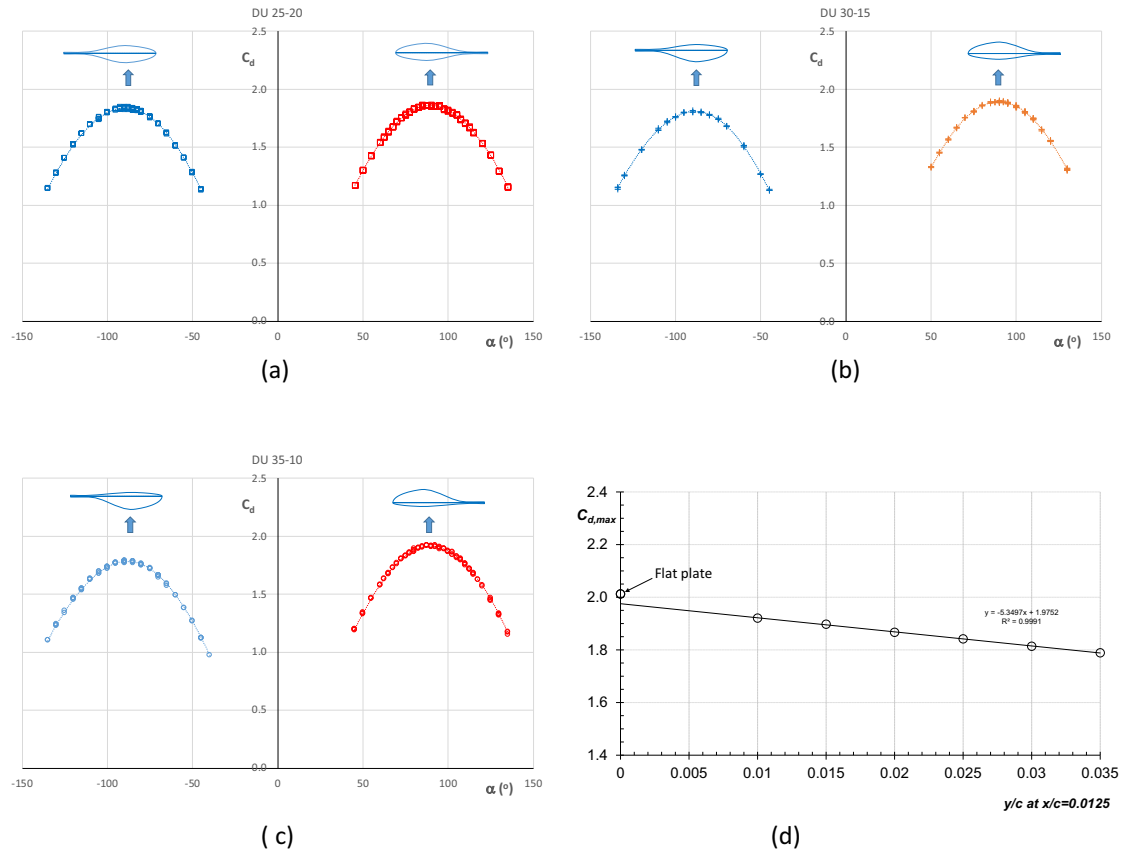 DU 25-20
C_d
2.5
2.0
1.5
1.0
0.5
0.0
-150 -100 -50 0 50 100 150
α (°)
(a)
DU 30-15
C_d
2.5
2.0
1.5
1.0
0.5
0.0
-150 -100 -50 0 50 100 150
α (°)
(b)
DU 35-10
C_d
2.5
2.0
1.5
1.0
0.5
0.0
-150 -100 -50 0 50 100 150
α (°)
( c)
C_d,max
2.4
2.2
2.0
1.8
1.6
1.4
Flat plate
y = -5.3497x + 1.9752
R² = 0.9991
0 0.005 0.01 0.015 0.02 0.025 0.03 0.035
y/c at x/c=0.0125
(d)